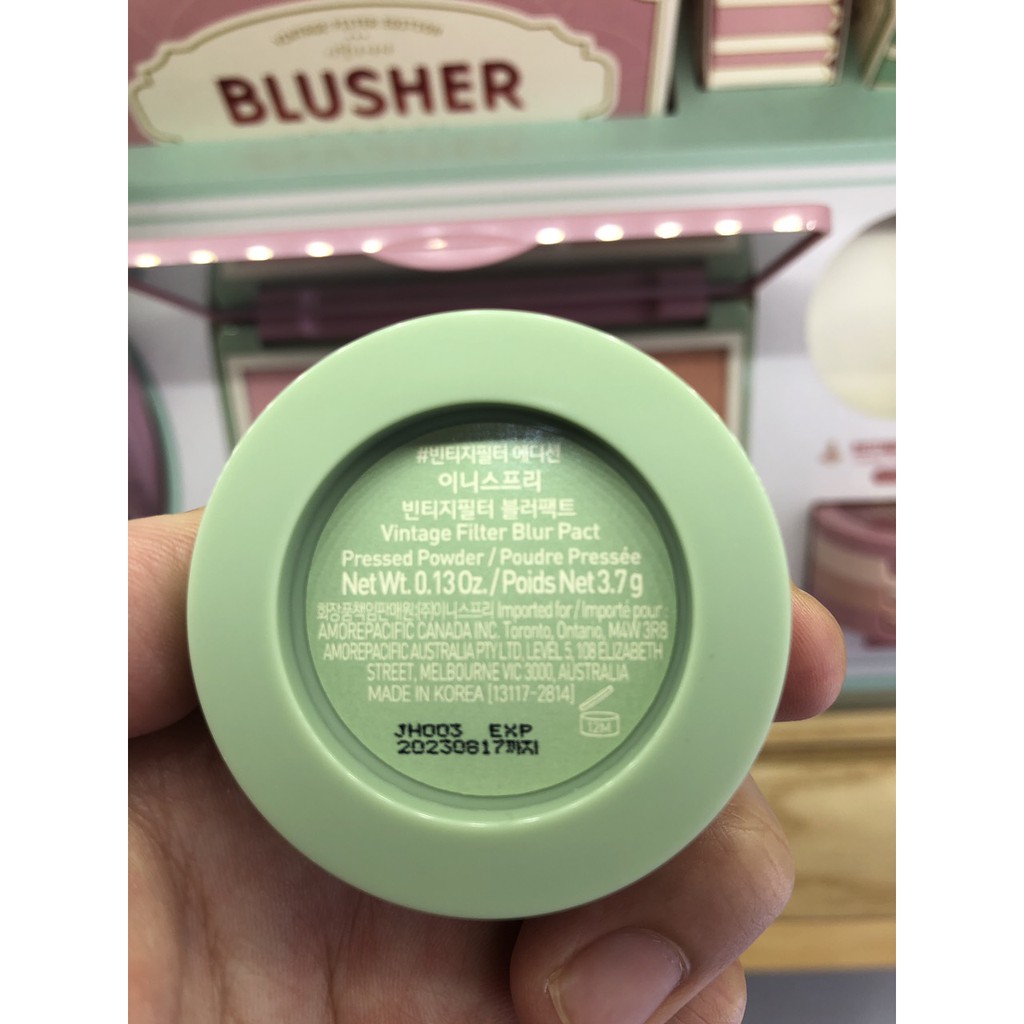 VINTAGE FILTER EDITION
BLUSHER
#빈티지필터 에디션
이니스프리
빈티지필터 블러팩트
Vintage Filter Blur Pact
Pressed Powder / Poudre Pressée
Net Wt. 0.13 Oz. / Poids Net 3.7 g
화장품책임판매원:(주)이니스프리 Imported for / Importé pour :
AMOREPACIFIC CANADA INC. Toronto, Ontario, M4W 3R8
AMOREPACIFIC AUSTRALIA PTY LTD, LEVEL 5, 108 ELIZABETH
STREET, MELBOURNE VIC 3000, AUSTRALIA
MADE IN KOREA [13117-2814]
12M
JH003 EXP
20230817까지